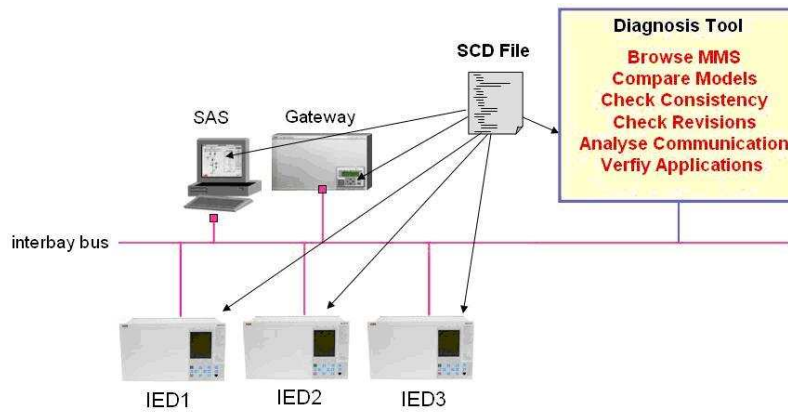 Diagnosis Tool
Browse MMS
Compare Models
Check Consistency
Check Revisions
Analyse Communication
Verfiy Applications
SCD File
SAS
Gateway
interbay bus
IED1
IED2
IED3